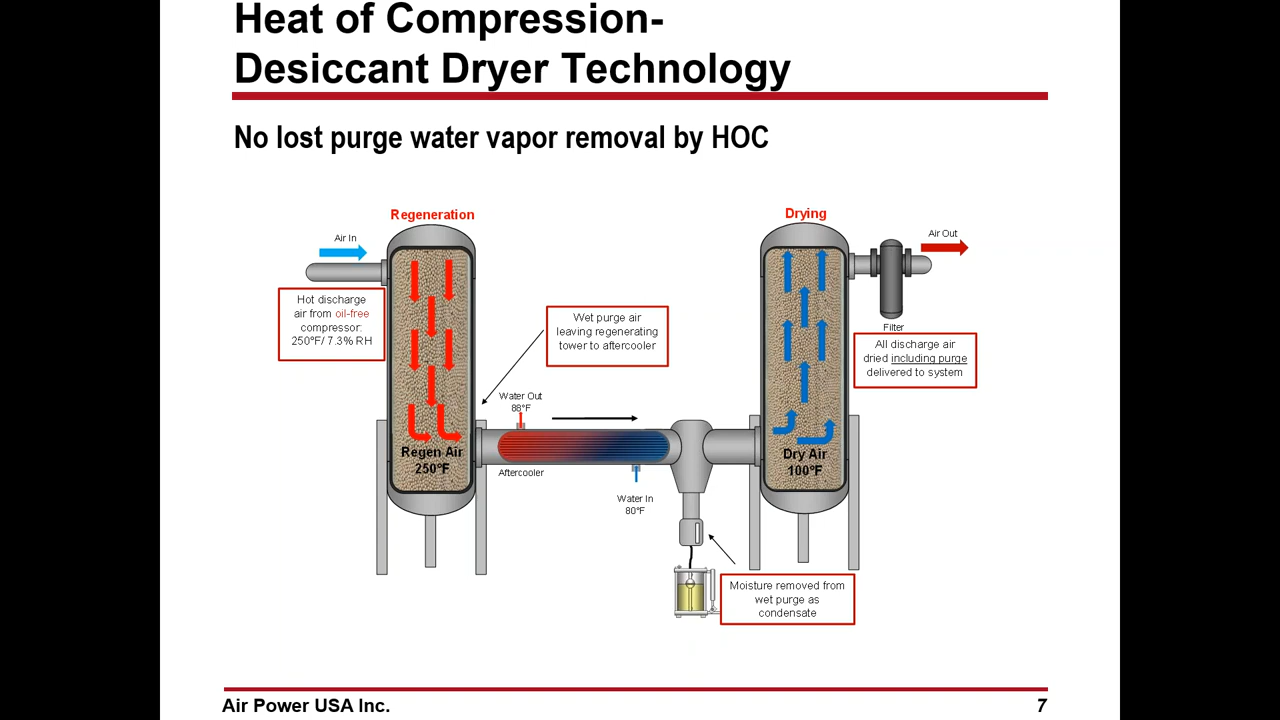 Heat of Compression-
Desiccant Dryer Technology
No lost purge water vapor removal by HOC
Regeneration
Air In
Hot discharge
air from oil-free
compressor:
250°F/ 7.3% RH
Regen Air
250°F
Wet purge air
leaving regenerating
tower to aftercooler
Water Out
88°F
Aftercooler
Water In
80°F
Moisture removed from
wet purge as
condensate
Drying
Dry Air
100°F
Air Out
Filter
All discharge air
dried including purge
delivered to system
Air Power USA Inc.
7